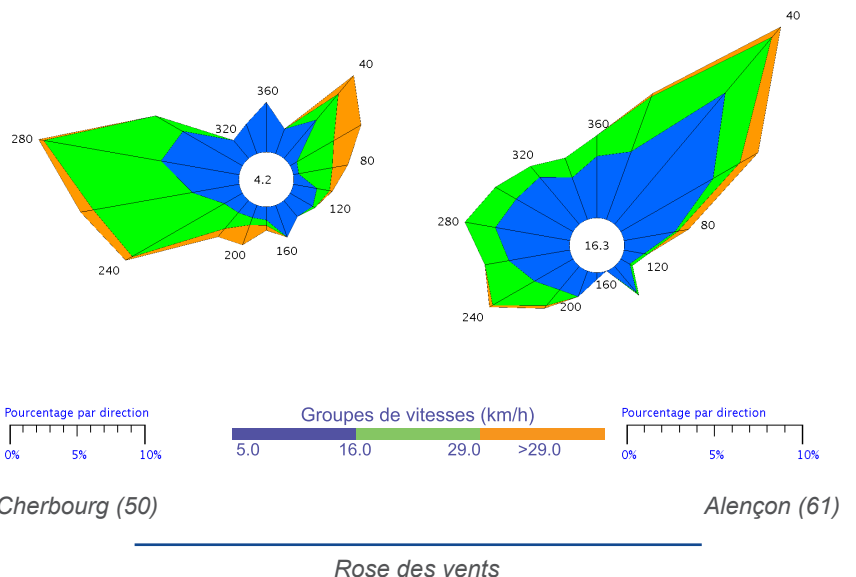 40
360
320
280
4.2
80
120
240
200
160
40
360
320
280
80
16.3
120
160
200
240
Pourcentage par direction
0% 5% 10%
Groupes de vitesses (km/h)
5.0 16.0 29.0 >29.0
Pourcentage par direction
0% 5% 10%
Cherbourg (50)
Alençon (61)
Rose des vents